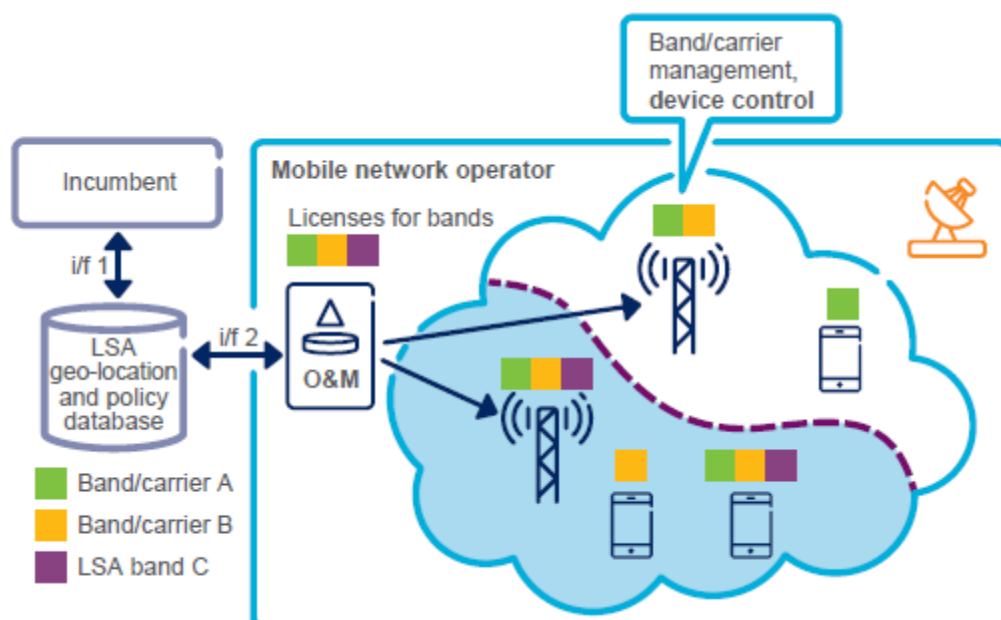 Band/carrier
management,
device control
Incumbent
Mobile network operator
Licenses for bands
i/f 1
i/f 2
LSA
geo-location
and policy
database
O&M
Band/carrier A
Band/carrier B
LSA band C